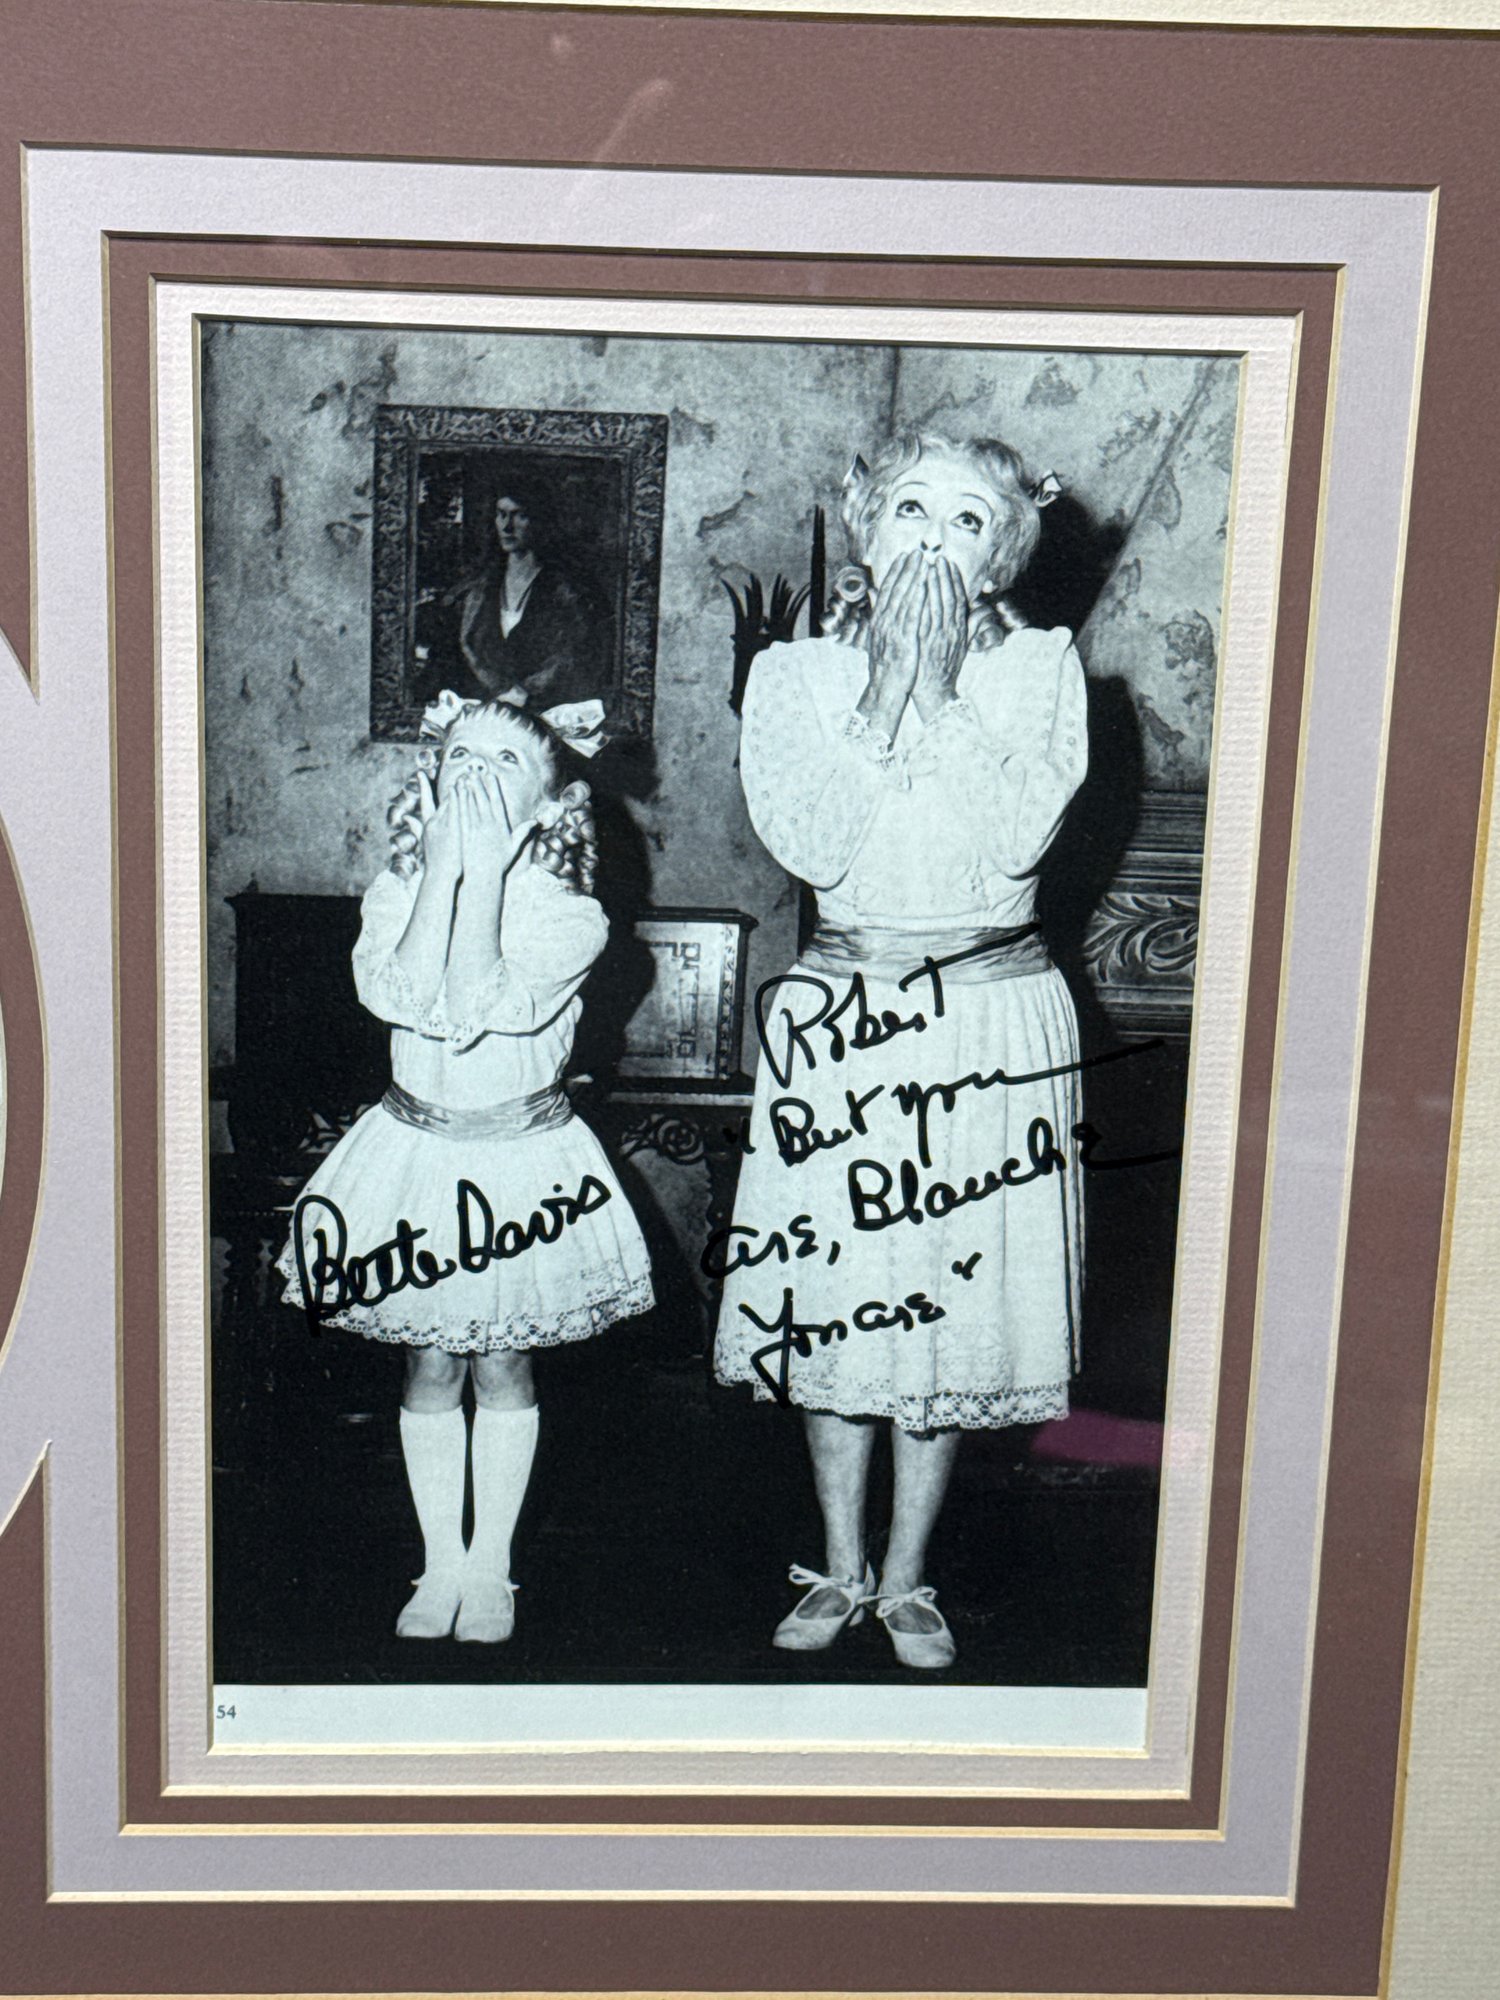 Robert
"But you
are, Blanche
You are"
Bette Davis
54